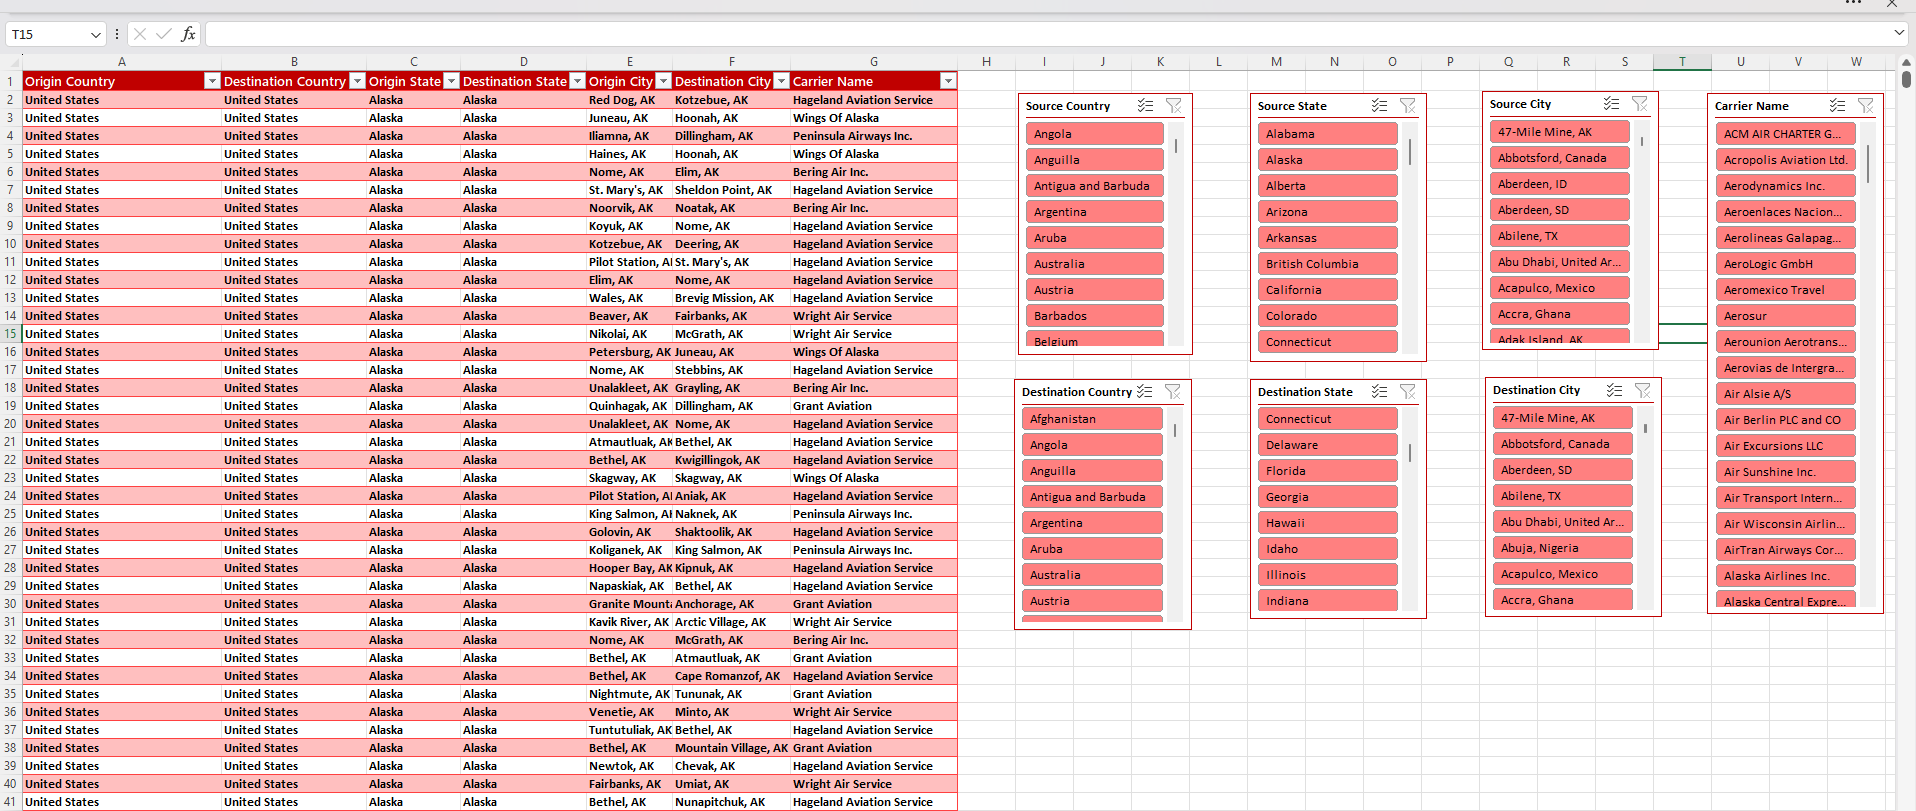 T15 fx
A B C D E F G H I J K L M N O P Q R S T U V W
1 Origin Country Destination Country Origin State Destination State Origin City Destination City Carrier Name
2 United States United States Alaska Alaska Red Dog, AK Kotzebue, AK Hageland Aviation Service
3 United States United States Alaska Alaska Juneau, AK Hoonah, AK Wings Of Alaska
4 United States United States Alaska Alaska Iliamna, AK Dillingham, AK Peninsula Airways Inc.
5 United States United States Alaska Alaska Haines, AK Hoonah, AK Wings Of Alaska
6 United States United States Alaska Alaska Nome, AK Elim, AK Bering Air Inc.
7 United States United States Alaska Alaska St. Mary's, AK Sheldon Point, AK Hageland Aviation Service
8 United States United States Alaska Alaska Noorvik, AK Noatak, AK Bering Air Inc.
9 United States United States Alaska Alaska Koyuk, AK Nome, AK Hageland Aviation Service
10 United States United States Alaska Alaska Kotzebue, AK Deering, AK Hageland Aviation Service
11 United States United States Alaska Alaska Pilot Station, AK St. Mary's, AK Hageland Aviation Service
12 United States United States Alaska Alaska Elim, AK Nome, AK Hageland Aviation Service
13 United States United States Alaska Alaska Wales, AK Brevig Mission, AK Hageland Aviation Service
14 United States United States Alaska Alaska Beaver, AK Fairbanks, AK Wright Air Service
15 United States United States Alaska Alaska Nikolai, AK McGrath, AK Wright Air Service
16 United States United States Alaska Alaska Petersburg, AK Juneau, AK Wings Of Alaska
17 United States United States Alaska Alaska Nome, AK Stebbins, AK Hageland Aviation Service
18 United States United States Alaska Alaska Unalakleet, AK Grayling, AK Bering Air Inc.
19 United States United States Alaska Alaska Quinhagak, AK Dillingham, AK Grant Aviation
20 United States United States Alaska Alaska Unalakleet, AK Nome, AK Hageland Aviation Service
21 United States United States Alaska Alaska Atmautluak, AK Bethel, AK Hageland Aviation Service
22 United States United States Alaska Alaska Bethel, AK Kwigillingok, AK Hageland Aviation Service
23 United States United States Alaska Alaska Skagway, AK Skagway, AK Wings Of Alaska
24 United States United States Alaska Alaska Pilot Station, AK Aniak, AK Hageland Aviation Service
25 United States United States Alaska Alaska King Salmon, AK Naknek, AK Peninsula Airways Inc.
26 United States United States Alaska Alaska Golovin, AK Shaktoolik, AK Hageland Aviation Service
27 United States United States Alaska Alaska Koliganek, AK King Salmon, AK Peninsula Airways Inc.
28 United States United States Alaska Alaska Hooper Bay, AK Kipnuk, AK Hageland Aviation Service
29 United States United States Alaska Alaska Napaskiak, AK Bethel, AK Hageland Aviation Service
30 United States United States Alaska Alaska Granite Mount Anchorage, AK Grant Aviation
31 United States United States Alaska Alaska Kavik River, AK Arctic Village, AK Wright Air Service
32 United States United States Alaska Alaska Nome, AK McGrath, AK Bering Air Inc.
33 United States United States Alaska Alaska Bethel, AK Atmautluak, AK Grant Aviation
34 United States United States Alaska Alaska Bethel, AK Cape Romanzof, AK Hageland Aviation Service
35 United States United States Alaska Alaska Nightmute, AK Tununak, AK Grant Aviation
36 United States United States Alaska Alaska Venetie, AK Minto, AK Wright Air Service
37 United States United States Alaska Alaska Tuntutuliak, AK Bethel, AK Hageland Aviation Service
38 United States United States Alaska Alaska Bethel, AK Mountain Village, AK Grant Aviation
39 United States United States Alaska Alaska Newtok, AK Chevak, AK Hageland Aviation Service
40 United States United States Alaska Alaska Fairbanks, AK Umiat, AK Wright Air Service
41 United States United States Alaska Alaska Bethel, AK Nunapitchuk, AK Hageland Aviation Service
Source Country
Angola
Anguilla
Antigua and Barbuda
Argentina
Aruba
Australia
Austria
Barbados
Belgium
Source State
Alabama
Alaska
Alberta
Arizona
Arkansas
British Columbia
California
Colorado
Connecticut
Source City
47-Mile Mine, AK
Abbotsford, Canada
Aberdeen, ID
Aberdeen, SD
Abilene, TX
Abu Dhabi, United Ar...
Acapulco, Mexico
Accra, Ghana
Adak Island, AK
Carrier Name
ACM AIR CHARTER G...
Acropolis Aviation Ltd.
Aerodynamics Inc.
Aeroenlaces Nacion...
Aerolineas Galapag...
AeroLogic GmbH
Aeromexico Travel
Aerosur
Aerounion Aerotrans...
Aerovias de Intergra...
Air Alsie A/S
Air Berlin PLC and CO
Air Excursions LLC
Air Sunshine Inc.
Air Transport Intern...
Air Wisconsin Airlin...
AirTran Airways Cor...
Alaska Airlines Inc.
Alaska Central Expre...
Destination Country
Afghanistan
Angola
Anguilla
Antigua and Barbuda
Argentina
Aruba
Australia
Austria
Destination State
Connecticut
Delaware
Florida
Georgia
Hawaii
Idaho
Illinois
Indiana
Destination City
47-Mile Mine, AK
Abbotsford, Canada
Aberdeen, SD
Abilene, TX
Abu Dhabi, United Ar...
Abuja, Nigeria
Acapulco, Mexico
Accra, Ghana